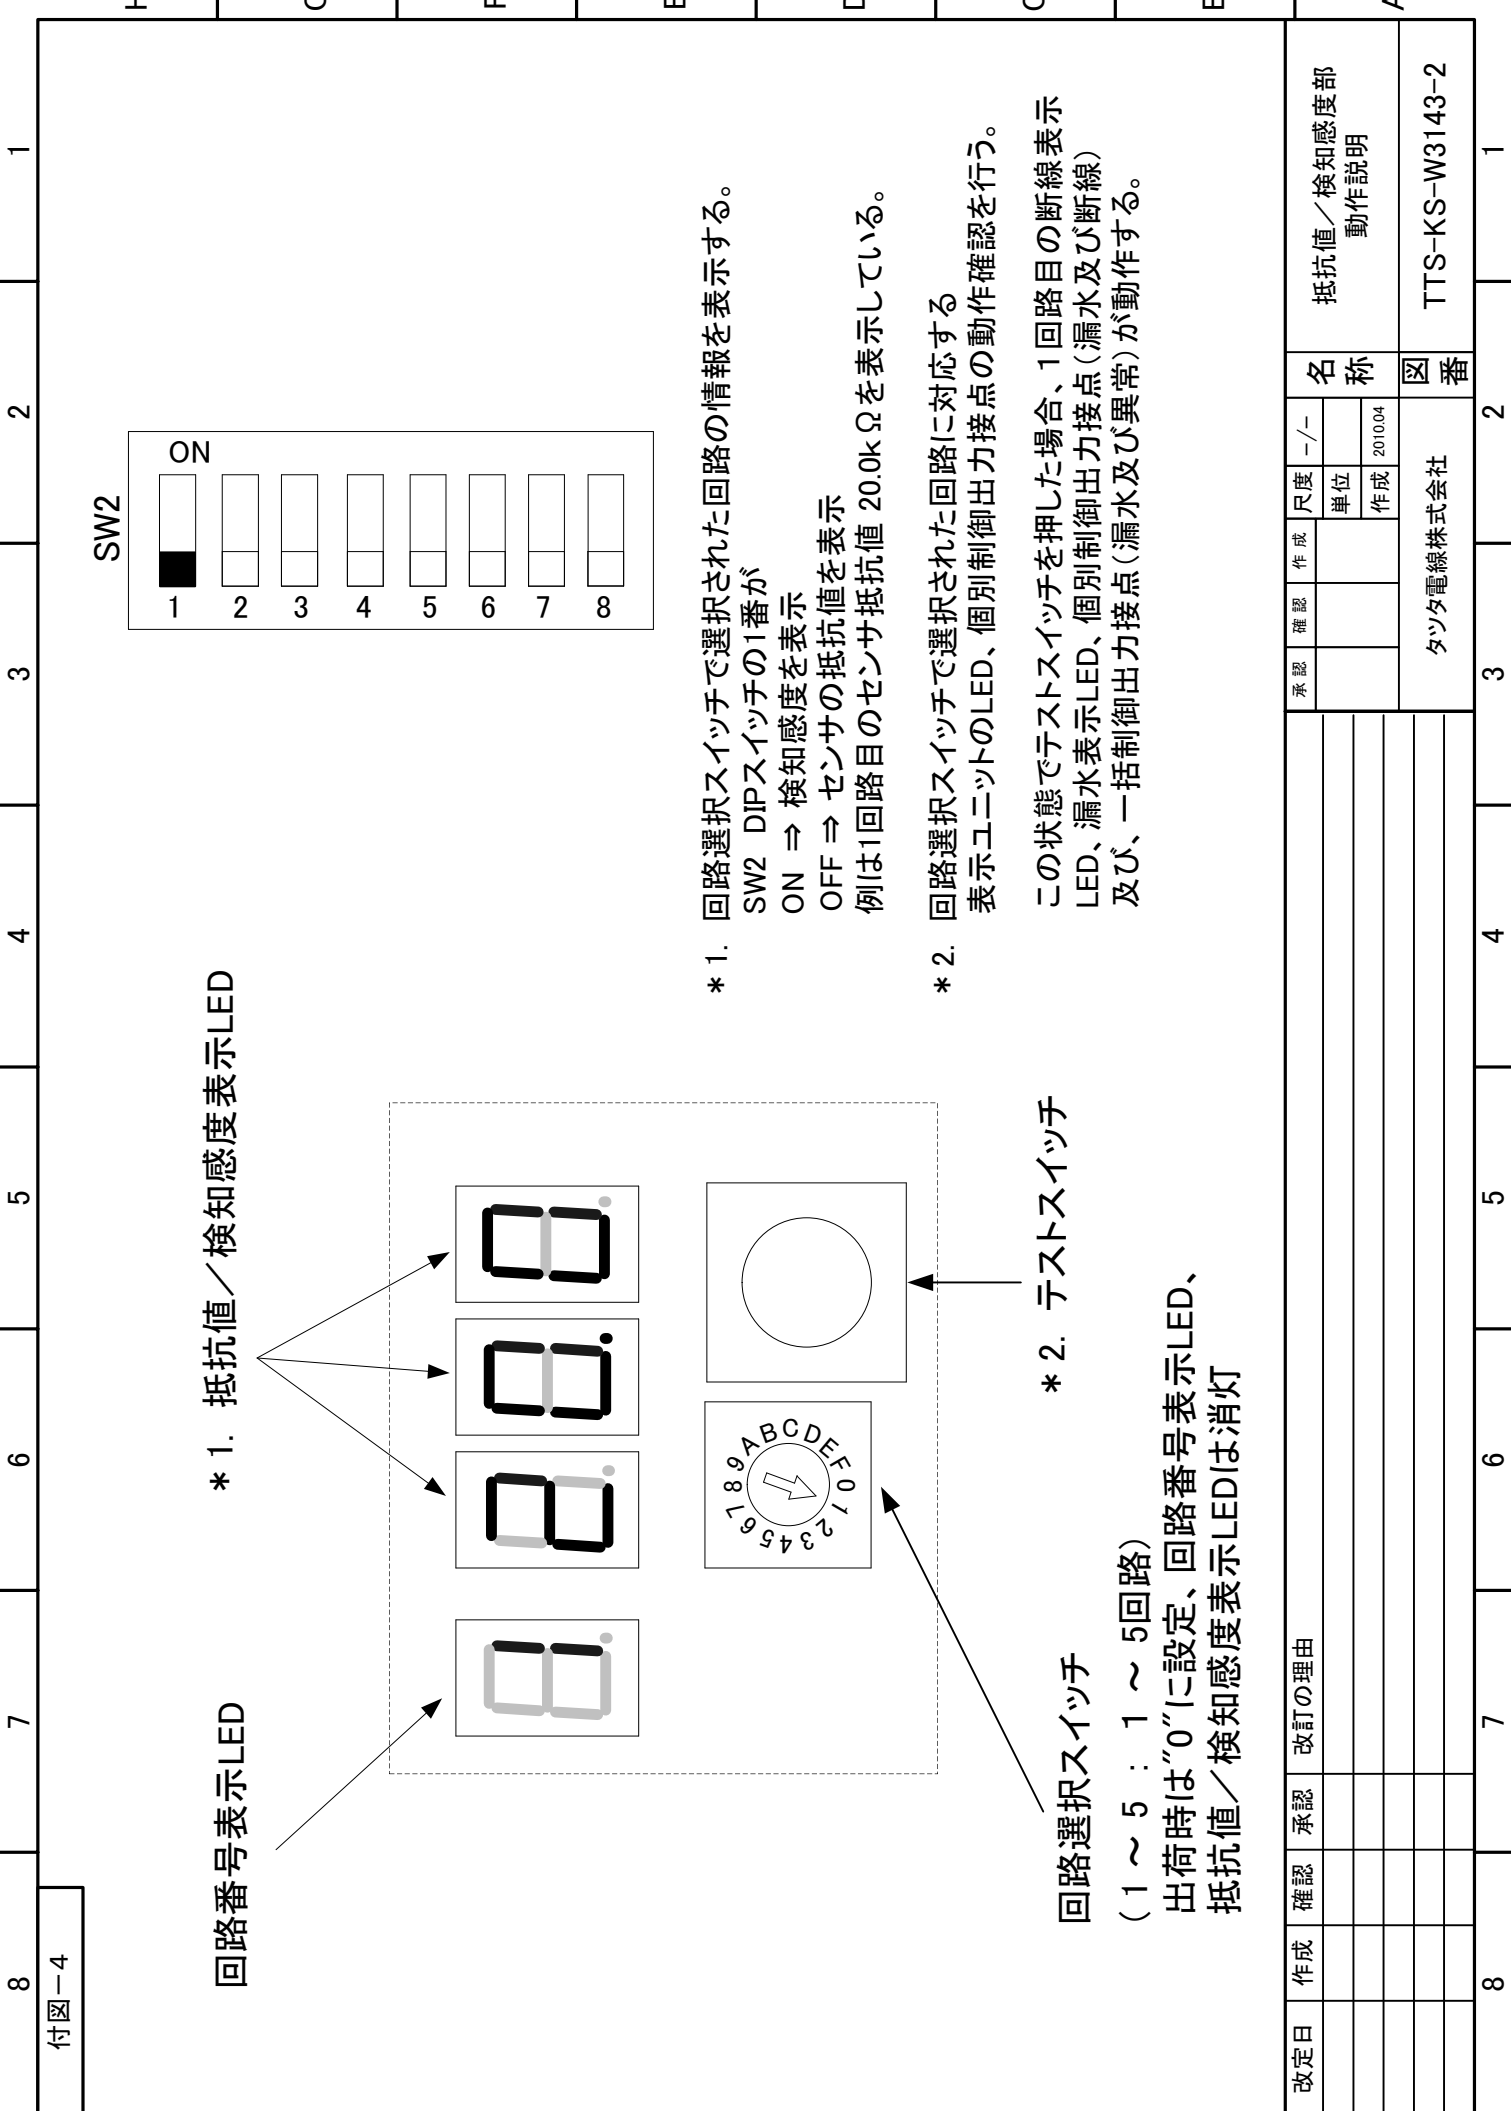 付図－4
8 7 6 5 4 3 2 1
回路番号表示LED
＊1. 抵抗値／検知感度表示LED
SW2
ON
1 2 3 4 5 6 7 8
0 1 2 3 4 5 6 7 8 9 A B C D E F
回路選択スイッチ
（1 ～ 5 : 1 ～ 5回路）
出荷時は"0"に設定、回路番号表示LED、
抵抗値／検知感度表示LEDは消灯
＊2. テストスイッチ
＊1. 回路選択スイッチで選択された回路の情報を表示する。
SW2 DIPスイッチの1番が
ON ⇒ 検知感度を表示
OFF ⇒ センサの抵抗値を表示
例は1回路目のセンサ抵抗値 20.0kΩを表示している。
＊2. 回路選択スイッチで選択された回路に対応する
表示ユニットのLED、個別制御出力接点の動作確認を行う。
この状態でテストスイッチを押した場合、1回路目の断線表示
LED、漏水表示LED、個別制御出力接点（漏水及び断線）
及び、一括制御出力接点（漏水及び異常）が動作する。
改定日 作成 確認 承認 改訂の理由
承認 確認 作成 尺度 －/－
単位
作成 2010.04
タツタ電線株式会社
名称
抵抗値／検知感度部
動作説明
図番
TTS-KS-W3143-2
8 7 6 5 4 3 2 1